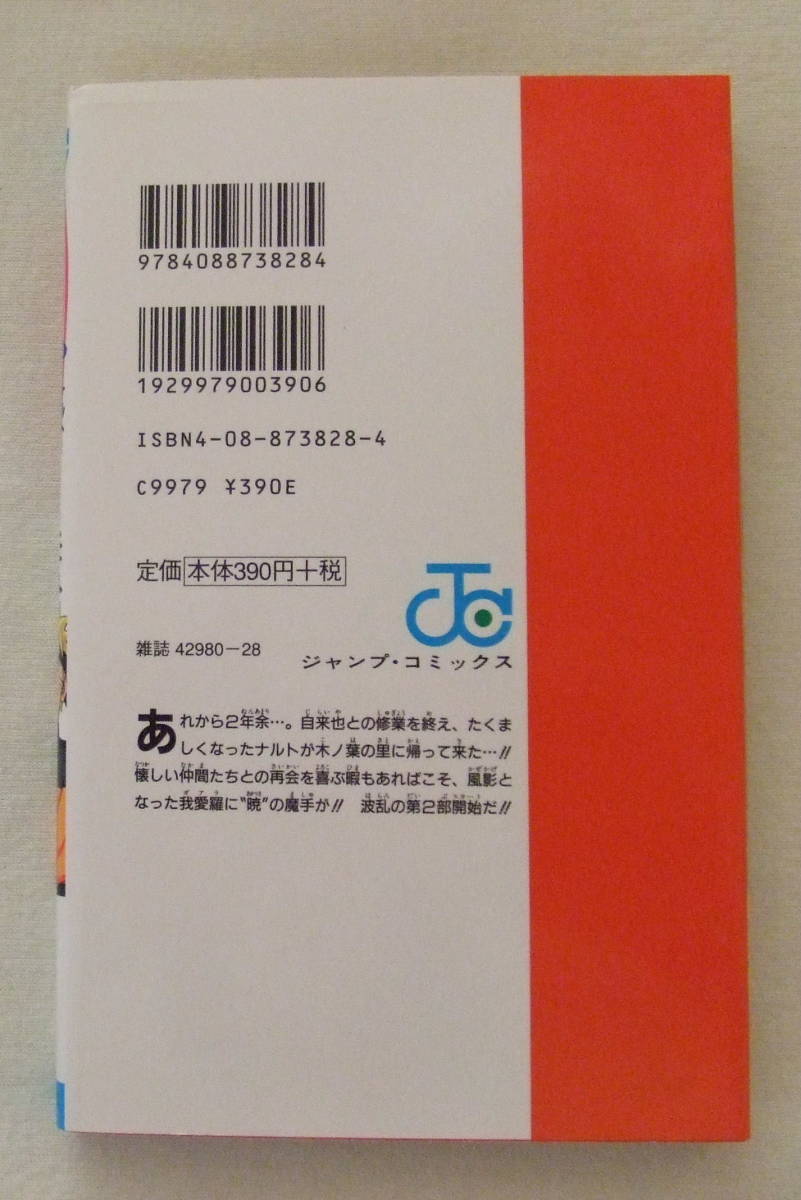 9784088738284
1929979003906
ISBN4-08-873828-4
C9979 ¥390E
定価 本体390円+税
JC
雑誌 42980-28
ジャンプ・コミックス
あれから2年余…。自来也との修業を終え、たくま
しくなったナルトが木ノ葉の里に帰って来た…!!
懐しい仲間たちとの再会を喜ぶ暇もあればこそ、風影と
なった我愛羅に"暁"の魔手が!! 波乱の第2部開始だ!!